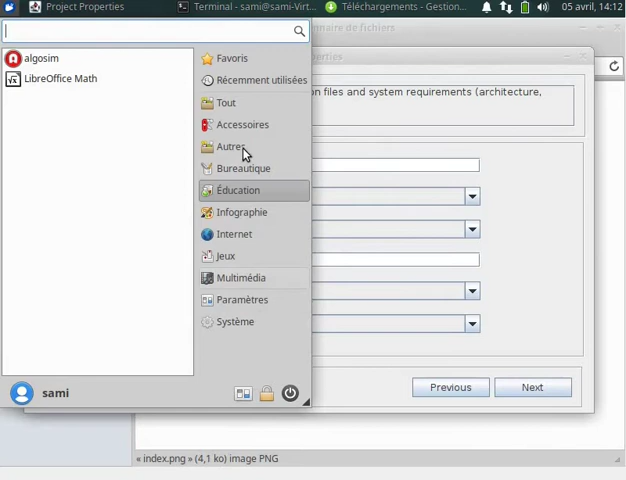 Project Properties
Terminal - sami@sami-Virt...
Téléchargements - Gestion...
05 avril, 14:12
onnaire de fichiers
perties
on files and system requirements (architecture,
algosim
LibreOffice Math
Favoris
Récemment utilisées
Tout
Accessoires
Autres
Bureautique
Éducation
Infographie
Internet
Jeux
Multimédia
Paramètres
Système
sami
Previous
Next
« index.png » (4,1 ko) image PNG